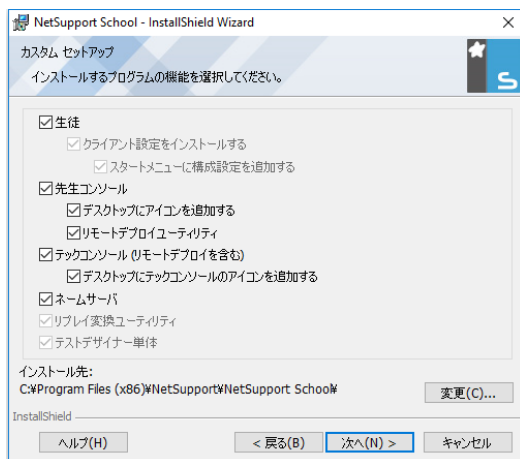 NetSupport School - InstallShield Wizard
カスタム セットアップ
インストールするプログラムの機能を選択してください。
S
生徒
クライアント設定をインストールする
スタートメニューに構成設定を追加する
先生コンソール
デスクトップにアイコンを追加する
リモートデプロイユーティリティ
テックコンソール (リモートデプロイを含む)
デスクトップにテックコンソールのアイコンを追加する
ネームサーバ
リプレイ変換ユーティリティ
テストデザイナー単体
インストール先:
C:¥Program Files (x86)¥NetSupport¥NetSupport School¥
変更(C)...
InstallShield
ヘルプ(H)
< 戻る(B)
次へ(N) >
キャンセル